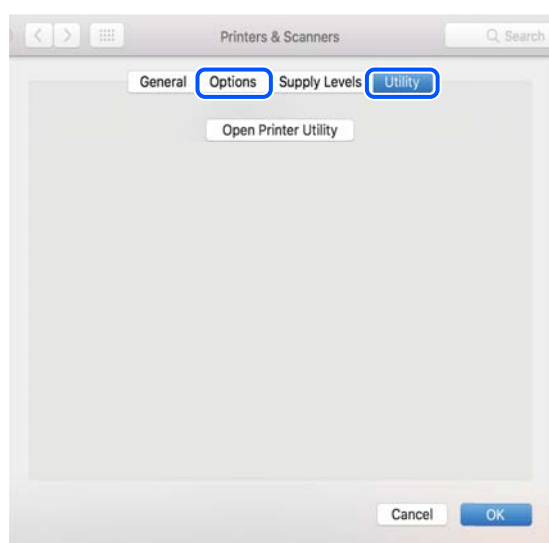 Printers & Scanners Search
General Options Supply Levels Utility
Open Printer Utility
Cancel OK